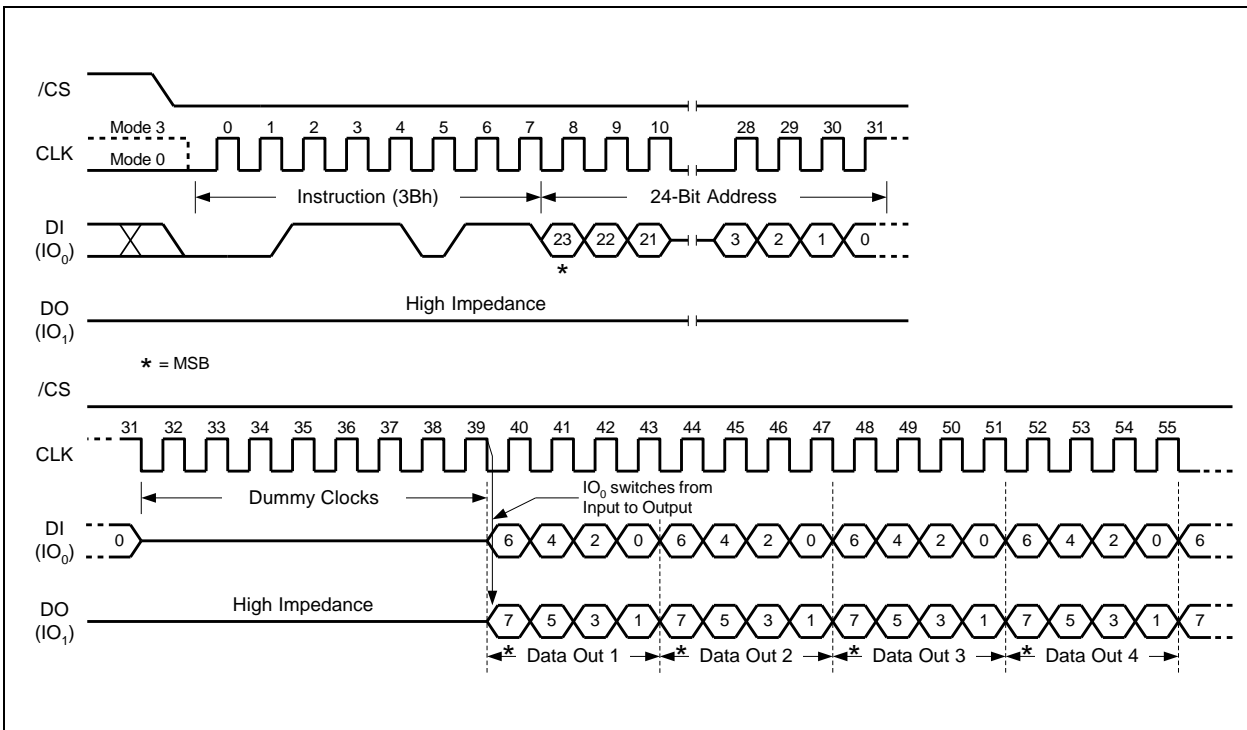 /CS
Mode 3 0 1 2 3 4 5 6 7 8 9 10 28 29 30 31
CLK
Mode 0
Instruction (3Bh) 24-Bit Address
DI
(IO0)
23 22 21 3 2 1 0
*
High Impedance
DO
(IO1)
* = MSB
/CS
31 32 33 34 35 36 37 38 39 40 41 42 43 44 45 46 47 48 49 50 51 52 53 54 55
CLK
Dummy Clocks
IO0 switches from
Input to Output
DI
(IO0)
0 6 4 2 0 6 4 2 0 6 4 2 0 6 4 2 0 6
High Impedance
DO
(IO1)
7 5 3 1 7 5 3 1 7 5 3 1 7 5 3 1 7
* Data Out 1 * Data Out 2 * Data Out 3 * Data Out 4